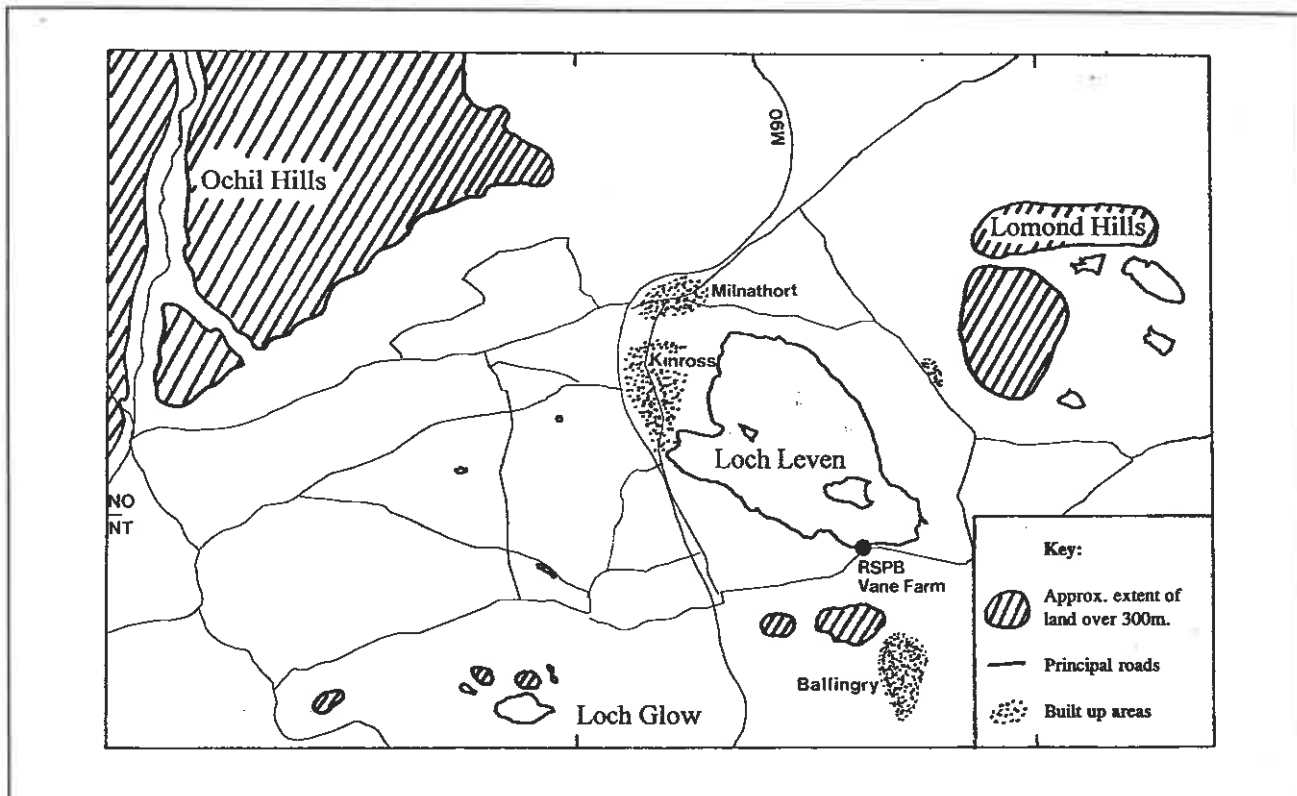 M90
Ochil Hills
Lomond Hills
Milnathort
Kinross
Loch Leven
NO
NT
RSPB
Vane Farm
Ballingry
Loch Glow
Key:
Approx. extent of
land over 300m.
Principal roads
Built up areas